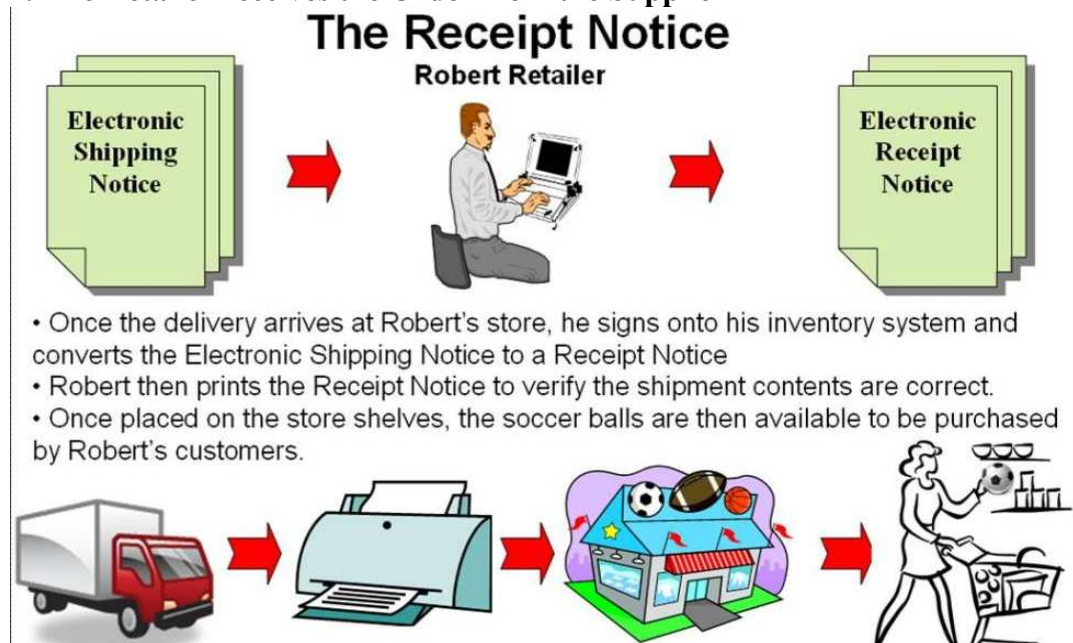 The Receipt Notice
Robert Retailer
Electronic
Shipping
Notice
Electronic
Receipt
Notice
• Once the delivery arrives at Robert's store, he signs onto his inventory system and
converts the Electronic Shipping Notice to a Receipt Notice
• Robert then prints the Receipt Notice to verify the shipment contents are correct.
• Once placed on the store shelves, the soccer balls are then available to be purchased
by Robert's customers.